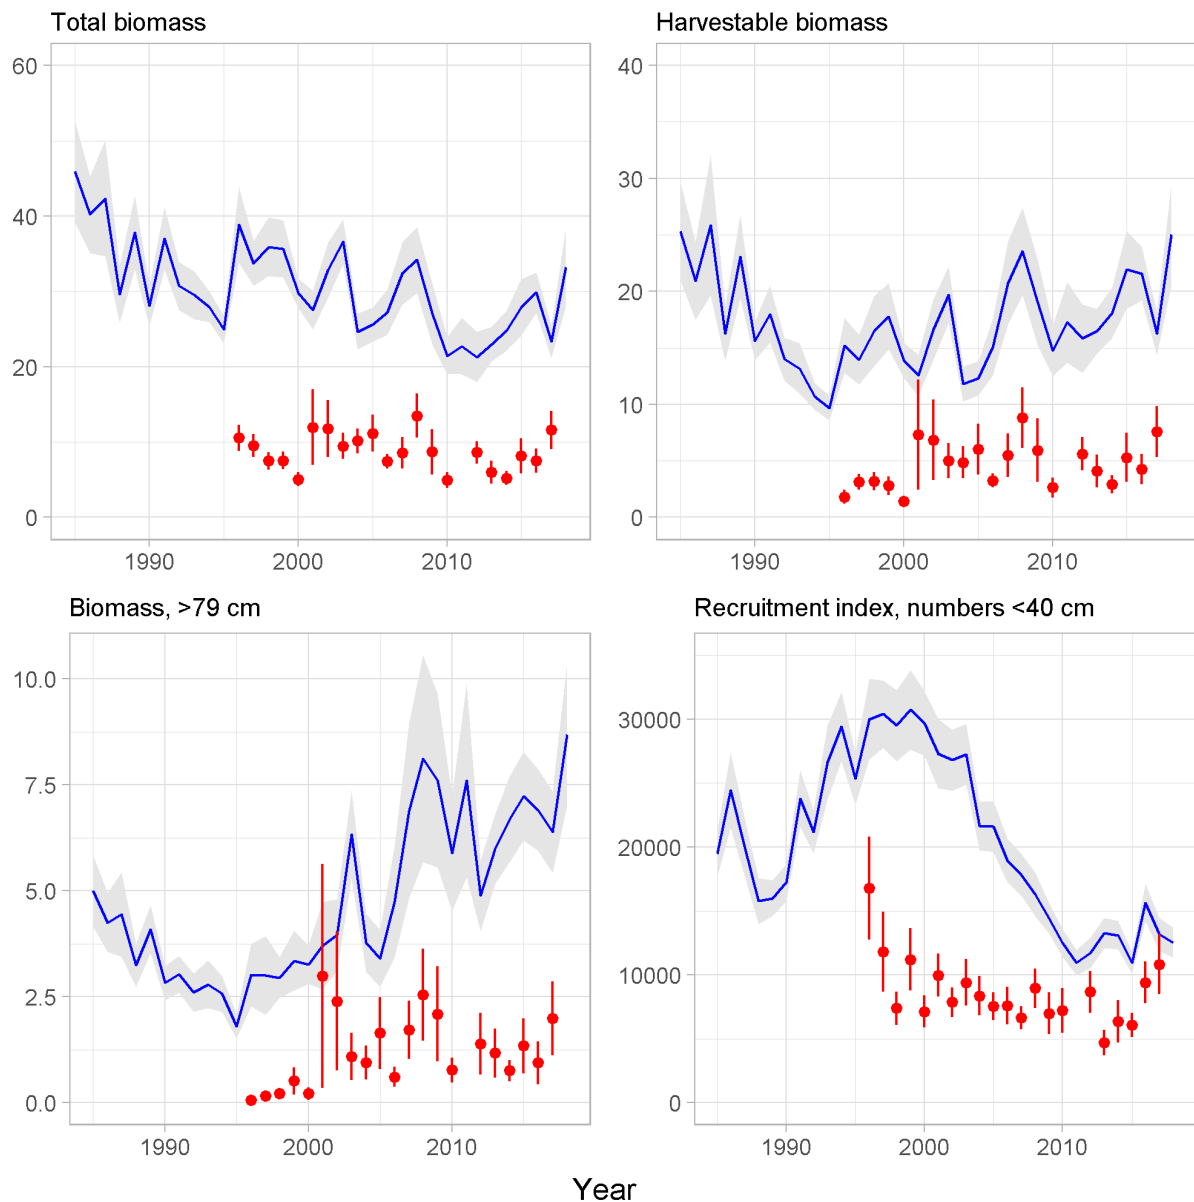 Total biomass
Harvestable biomass
60
40
20
0
1990 2000 2010
40
30
20
10
0
1990 2000 2010
Biomass, >79 cm
Recruitment index, numbers <40 cm
10.0
7.5
5.0
2.5
0.0
1990 2000 2010
30000
20000
10000
0
1990 2000 2010
Year